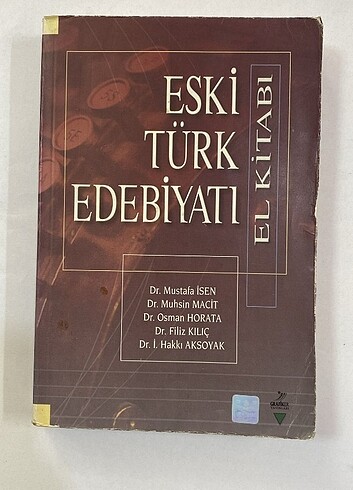 ESKİ
TÜRK
EDEBİYATI
EL KİTABI
Dr. Mustafa İSEN
Dr. Muhsin MACİT
Dr. Osman HORATA
Dr. Filiz KILIÇ
Dr. İ. Hakkı AKSOYAK